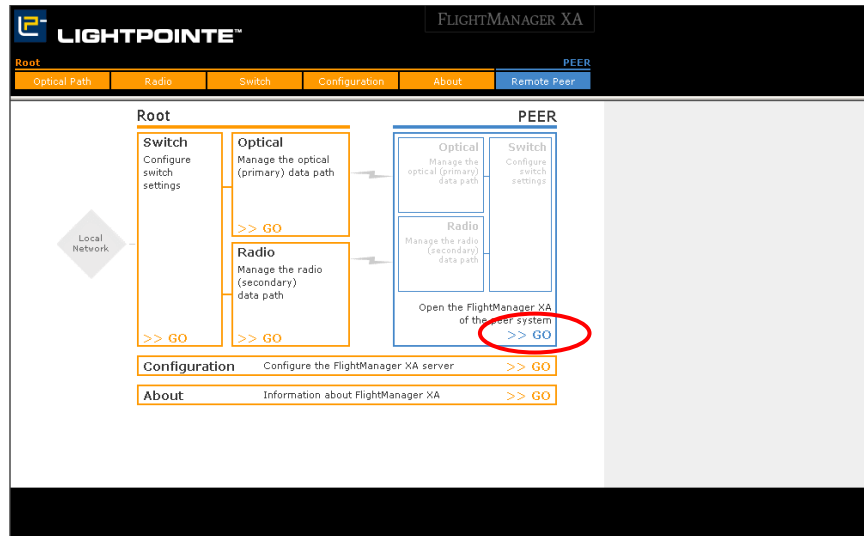 LIGHTPOINTE™
FLIGHTMANAGER XA
Root
PEER
Optical Path
Radio
Switch
Configuration
About
Remote Peer
Root
PEER
Local
Network
Switch
Configure
switch
settings
>> GO
Optical
Manage the optical
(primary) data path
>> GO
Radio
Manage the radio
(secondary)
data path
>> GO
Optical
Manage the
optical (primary)
data path
Switch
Configure
switch
settings
Radio
Manage the radio
(secondary)
data path
Open the FlightManager XA
of the peer system
>> GO
Configuration
Configure the FlightManager XA server
>> GO
About
Information about FlightManager XA
>> GO